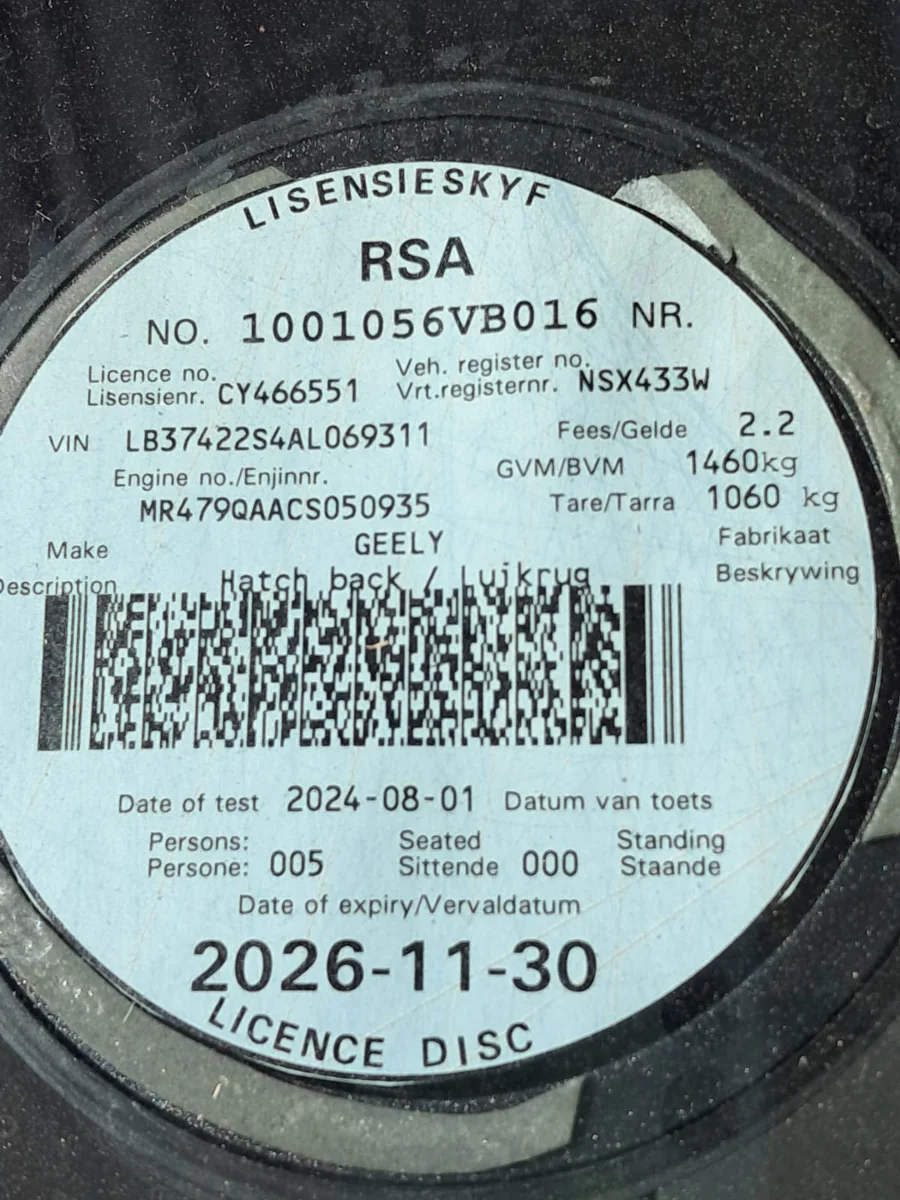 LISENSIESKYF
RSA
NO. 1001056VB016 NR.
Licence no. Veh. register no.
Lisensienr. CY466551 Vrt.registernr. NSX433W
VIN LB37422S4AL069311 Fees/Gelde 2.2
Engine no./Enjinnr. GVM/BVM 1460kg
MR479QAACS050935 Tare/Tarra 1060 kg
Make GEELY Fabrikaat
Description Hatch back / Luikrug Beskrywing
Date of test 2024-08-01 Datum van toets
Persons: Seated Standing
Persone: 005 Sittende 000 Staande
Date of expiry/Vervaldatum
2026-11-30
LICENCE DISC